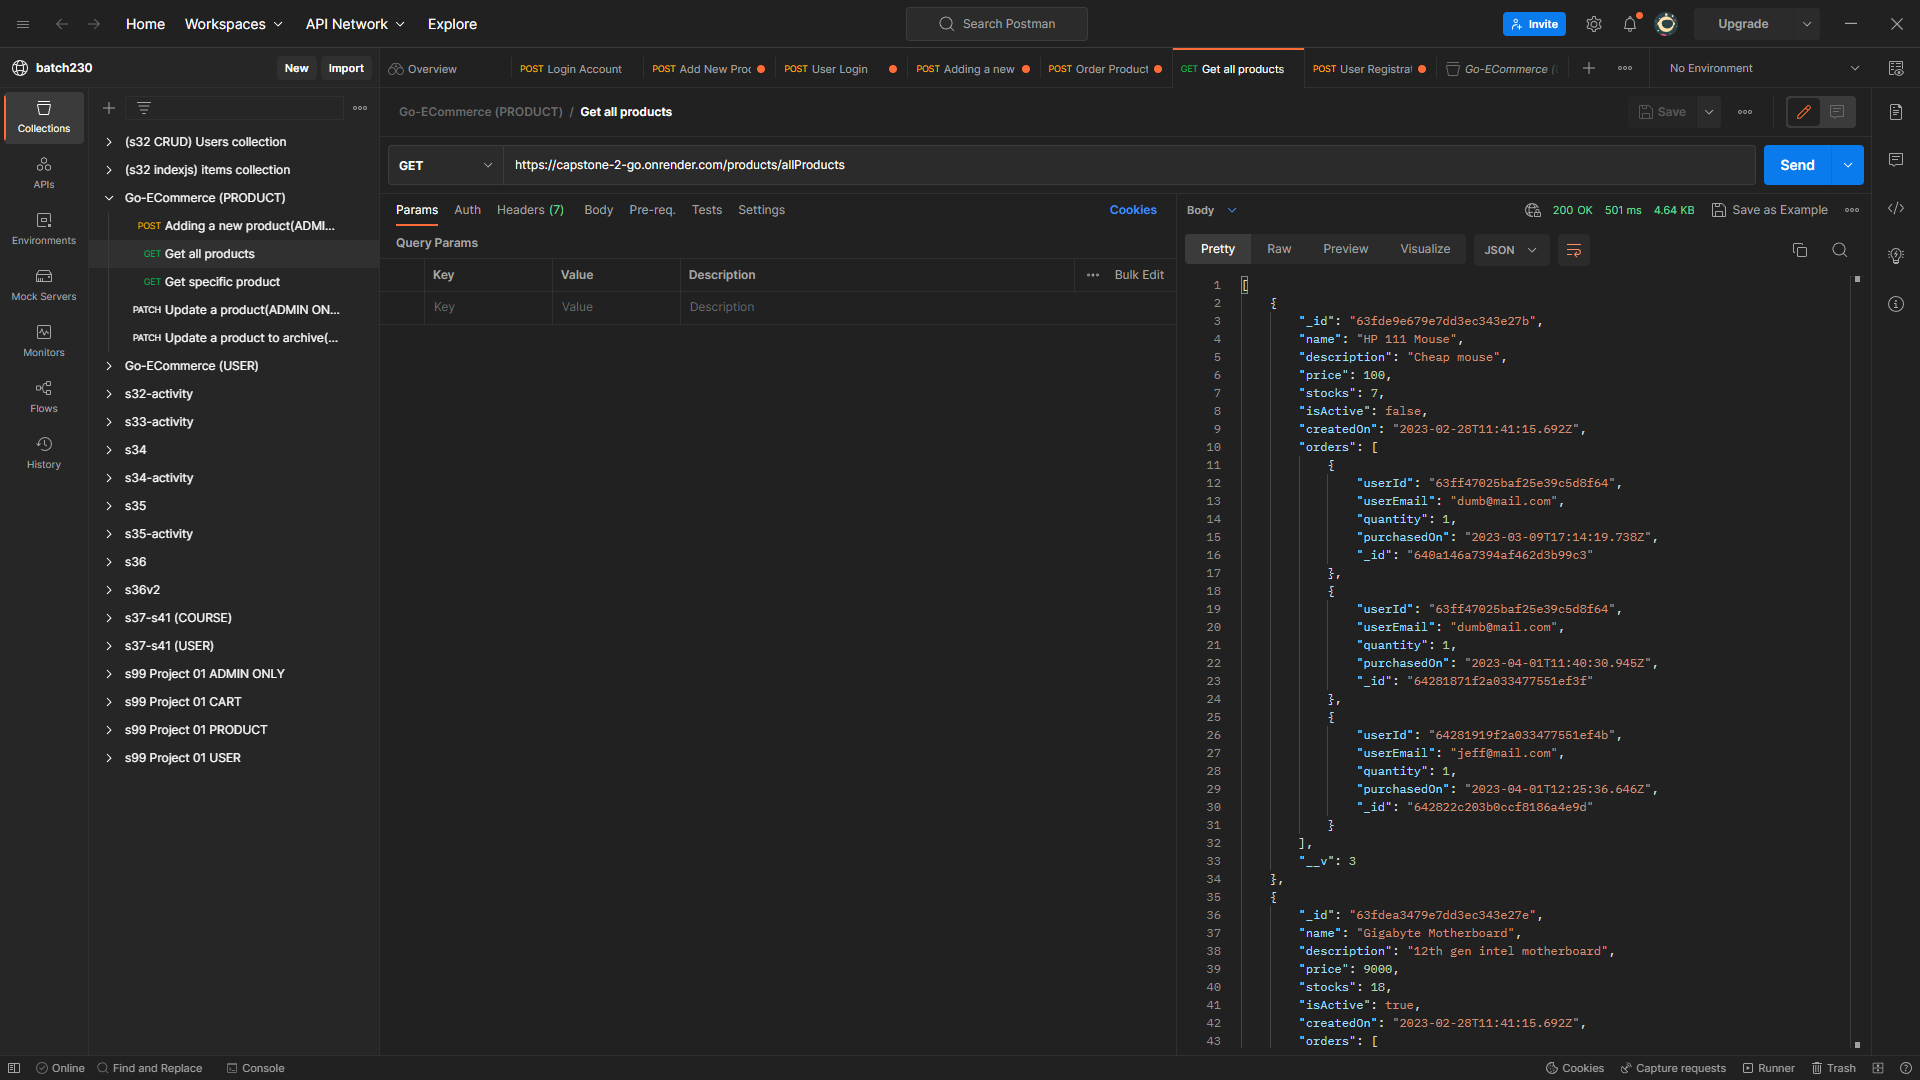 Home Workspaces API Network Explore
Search Postman
Invite
Upgrade
batch230
New Import
Overview
POST Login Account
POST Add New Proc
POST User Login
POST Adding a new
POST Order Product
GET Get all products
POST User Registrat
Go-ECommerce (
No Environment
Collections
APIs
Environments
Mock Servers
Monitors
Flows
History
(s32 CRUD) Users collection
(s32 indexjs) items collection
Go-ECommerce (PRODUCT)
POST Adding a new product(ADMI...
GET Get all products
GET Get specific product
PATCH Update a product(ADMIN ON...
PATCH Update a product to archive(...
Go-ECommerce (USER)
s32-activity
s33-activity
s34
s34-activity
s35
s35-activity
s36
s36v2
s37-s41 (COURSE)
s37-s41 (USER)
s99 Project 01 ADMIN ONLY
s99 Project 01 CART
s99 Project 01 PRODUCT
s99 Project 01 USER
Go-ECommerce (PRODUCT) / Get all products
Save
GET https://capstone-2-go.onrender.com/products/allProducts
Send
Params Auth Headers (7) Body Pre-req. Tests Settings Cookies
Query Params
Key Value Description Bulk Edit
Key Value Description
Body 200 OK 501 ms 4.64 KB Save as Example
Pretty Raw Preview Visualize JSON
1 [
2 {
3 "_id": "63fde9e679e7dd3ec343e27b",
4 "name": "HP 111 Mouse",
5 "description": "Cheap mouse",
6 "price": 100,
7 "stocks": 7,
8 "isActive": false,
9 "createdOn": "2023-02-28T11:41:15.692Z",
10 "orders": [
11 {
12 "userId": "63ff47025baf25e39c5d8f64",
13 "userEmail": "dumb@mail.com",
14 "quantity": 1,
15 "purchasedOn": "2023-03-09T17:14:19.738Z",
16 "_id": "640a146a7394af462d3b99c3"
17 },
18 {
19 "userId": "63ff47025baf25e39c5d8f64",
20 "userEmail": "dumb@mail.com",
21 "quantity": 1,
22 "purchasedOn": "2023-04-01T11:40:30.945Z",
23 "_id": "64281871f2a033477551ef3f"
24 },
25 {
26 "userId": "64281919f2a033477551ef4b",
27 "userEmail": "jeff@mail.com",
28 "quantity": 1,
29 "purchasedOn": "2023-04-01T12:25:36.646Z",
30 "_id": "642822c203b0ccf8186a4e9d"
31 }
32 ],
33 "__v": 3
34 },
35 {
36 "_id": "63fdea3479e7dd3ec343e27e",
37 "name": "Gigabyte Motherboard",
38 "description": "12th gen intel motherboard",
39 "price": 9000,
40 "stocks": 18,
41 "isActive": true,
42 "createdOn": "2023-02-28T11:41:15.692Z",
43 "orders": [
Online Find and Replace Console
Cookies Capture requests Runner Trash